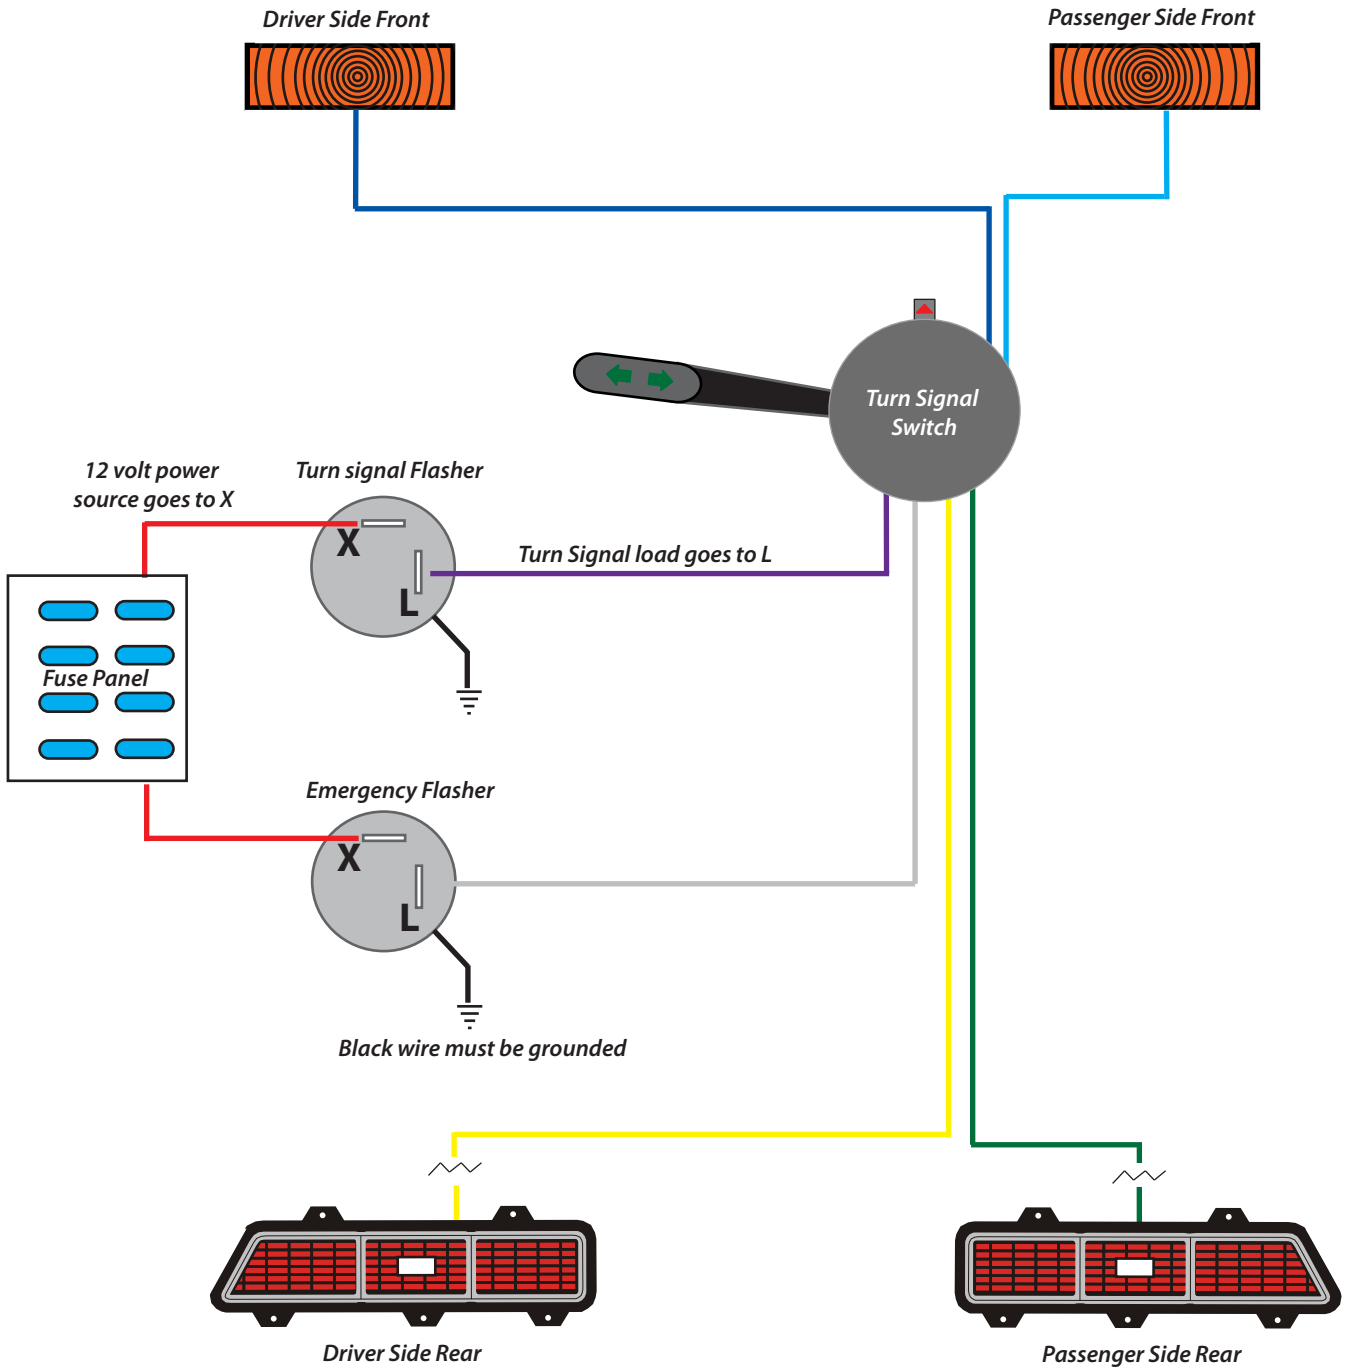 Driver Side Front
Passenger Side Front
Turn Signal
Switch
12 volt power
source goes to X
Turn signal Flasher
X
L
Turn Signal load goes to L
Fuse Panel
Emergency Flasher
X
L
Black wire must be grounded
Driver Side Rear
Passenger Side Rear